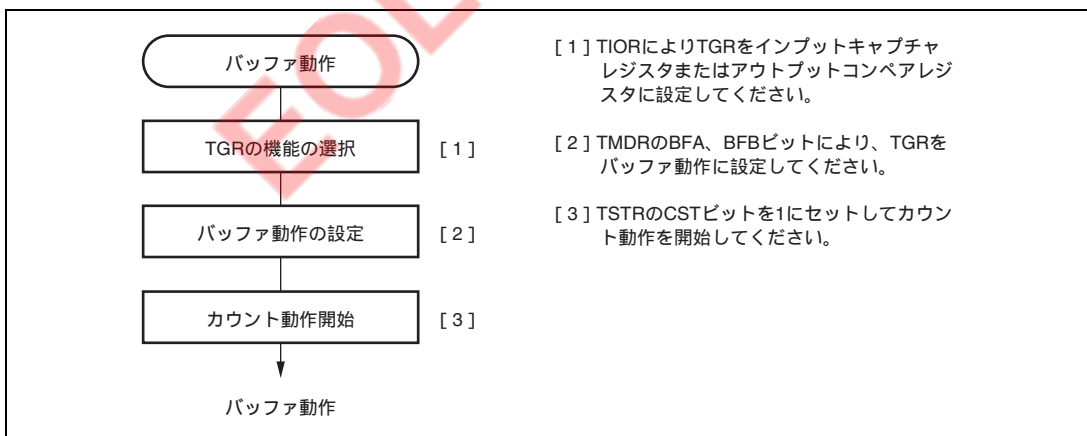 バッファ動作
TGRの機能の選択 [ 1 ]
バッファ動作の設定 [ 2 ]
カウント動作開始 [ 3 ]
バッファ動作
[ 1 ] TIORによりTGRをインプットキャプチャ
レジスタまたはアウトプットコンペアレジ
スタに設定してください。
[ 2 ] TMDRのBFA、BFBビットにより、TGRを
バッファ動作に設定してください。
[ 3 ] TSTRのCSTビットを1にセットしてカウン
ト動作を開始してください。
EOL